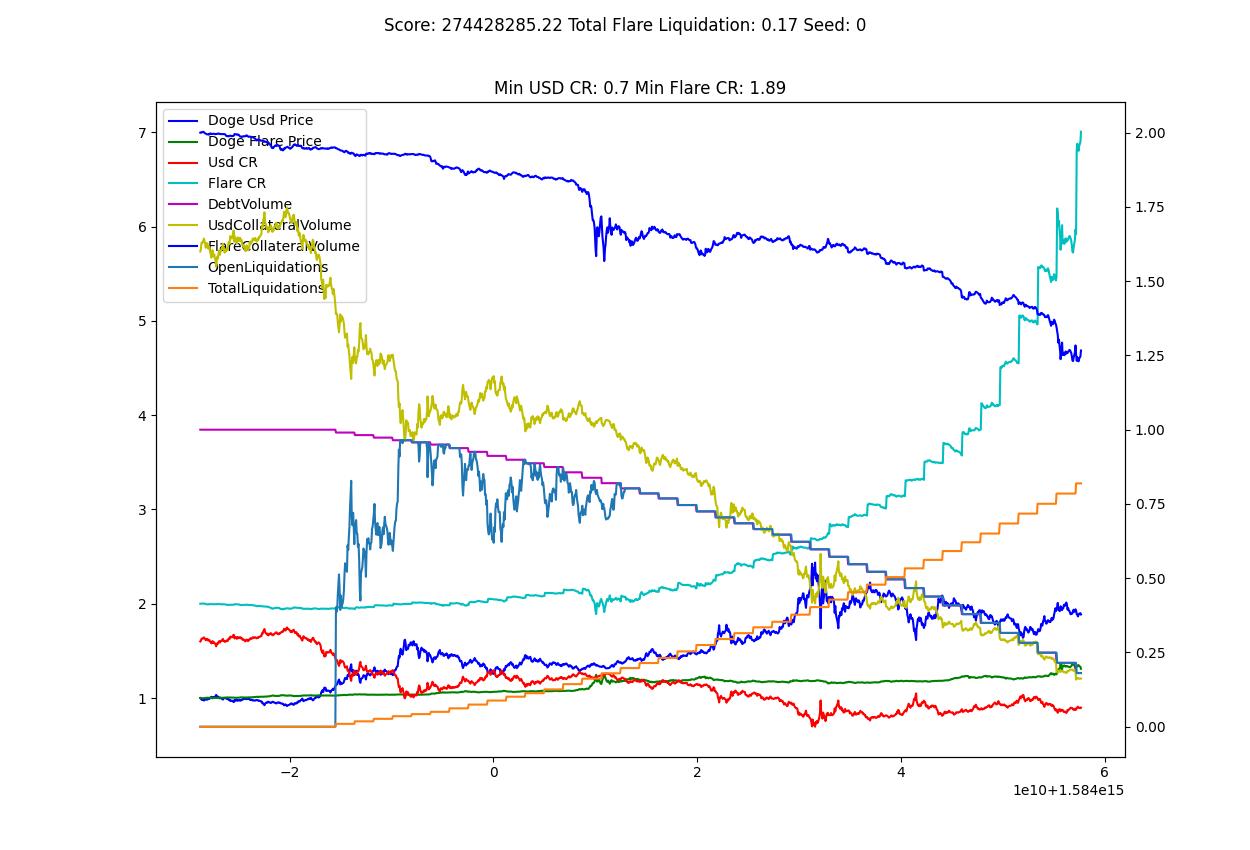 Score: 274428285.22 Total Flare Liquidation: 0.17 Seed: 0
Min USD CR: 0.7 Min Flare CR: 1.89
Doge Usd Price
Doge Flare Price
Usd CR
Flare CR
DebtVolume
UsdCollateralVolume
FlareCollateralVolume
OpenLiquidations
TotalLiquidations
7
6
5
4
3
2
1
2.00
1.75
1.50
1.25
1.00
0.75
0.50
0.25
0.00
−2
0
2
4
6
1e10+1.584e15